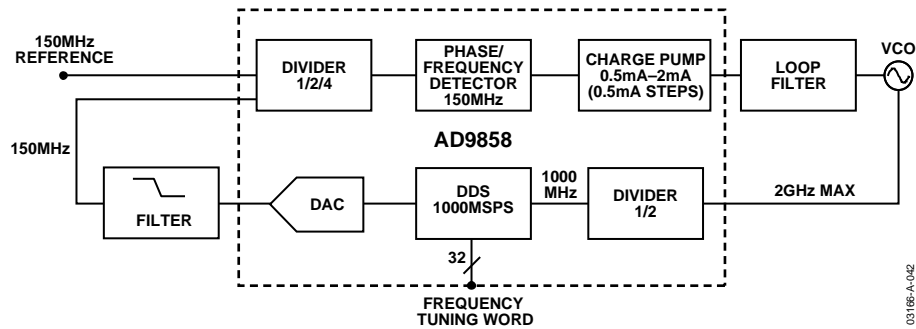 150MHz
REFERENCE
DIVIDER
1/2/4
PHASE/
FREQUENCY
DETECTOR
150MHz
CHARGE PUMP
0.5mA–2mA
(0.5mA STEPS)
LOOP
FILTER
VCO
AD9858
150MHz
FILTER
DAC
DDS
1000MSPS
1000
MHz
DIVIDER
1/2
2GHz MAX
32
FREQUENCY
TUNING WORD
03166-A-042